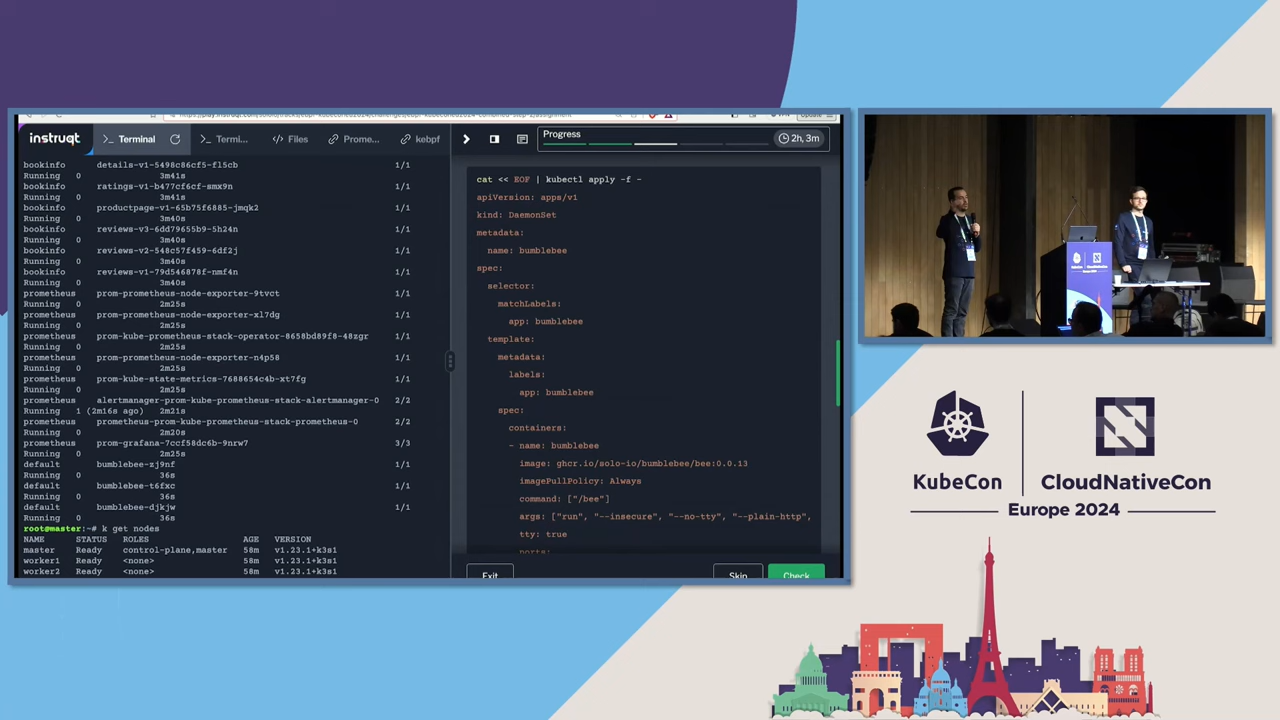 instruqt
Terminal
Termi...
Files
Prome...
kebpf
bookinfo details-v1-5498c86cf5-fl5cb 1/1
Running 0 3m41s
bookinfo ratings-v1-b477cf6cf-smx9n 1/1
Running 0 3m41s
bookinfo productpage-v1-65b75f6885-jmqk2 1/1
Running 0 3m40s
bookinfo reviews-v3-6dd79655b9-5h24n 1/1
Running 0 3m40s
bookinfo reviews-v2-548c57f459-6df2j 1/1
Running 0 3m40s
bookinfo reviews-v1-79d546878f-nmf4n 1/1
Running 0 3m40s
prometheus prom-prometheus-node-exporter-9tvct 1/1
Running 0 2m25s
prometheus prom-prometheus-node-exporter-xl7dg 1/1
Running 0 2m25s
prometheus prom-kube-prometheus-stack-operator-8658bd89f8-48zgr 1/1
Running 0 2m25s
prometheus prom-prometheus-node-exporter-n4p58 1/1
Running 0 2m25s
prometheus prom-kube-state-metrics-7688654c4b-xt7fg 1/1
Running 0 2m25s
prometheus alertmanager-prom-kube-prometheus-stack-alertmanager-0 2/2
Running 1 (2m16s ago) 2m21s
prometheus prometheus-prom-kube-prometheus-stack-prometheus-0 2/2
Running 0 2m20s
prometheus prom-grafana-7ccf58dc6b-9nrw7 3/3
Running 0 2m25s
default bumblebee-zj9nf 1/1
Running 0 36s
default bumblebee-t6fxc 1/1
Running 0 36s
default bumblebee-djkjw 1/1
Running 0 36s
root@master:~# k get nodes
NAME STATUS ROLES AGE VERSION
master Ready control-plane,master 58m v1.23.1+k3s1
worker1 Ready <none> 58m v1.23.1+k3s1
worker2 Ready <none> 58m v1.23.1+k3s1
Progress
2h, 3m
cat << EOF | kubectl apply -f -
apiVersion: apps/v1
kind: DaemonSet
metadata:
name: bumblebee
spec:
selector:
matchLabels:
app: bumblebee
template:
metadata:
labels:
app: bumblebee
spec:
containers:
- name: bumblebee
image: ghcr.io/solo-io/bumblebee/bee:0.0.13
imagePullPolicy: Always
command: ["/bee"]
args: ["run", "--insecure", "--no-tty", "--plain-http",
tty: true
ports:
Exit
Skip
Check
KubeCon
CloudNativeCon
Europe 2024